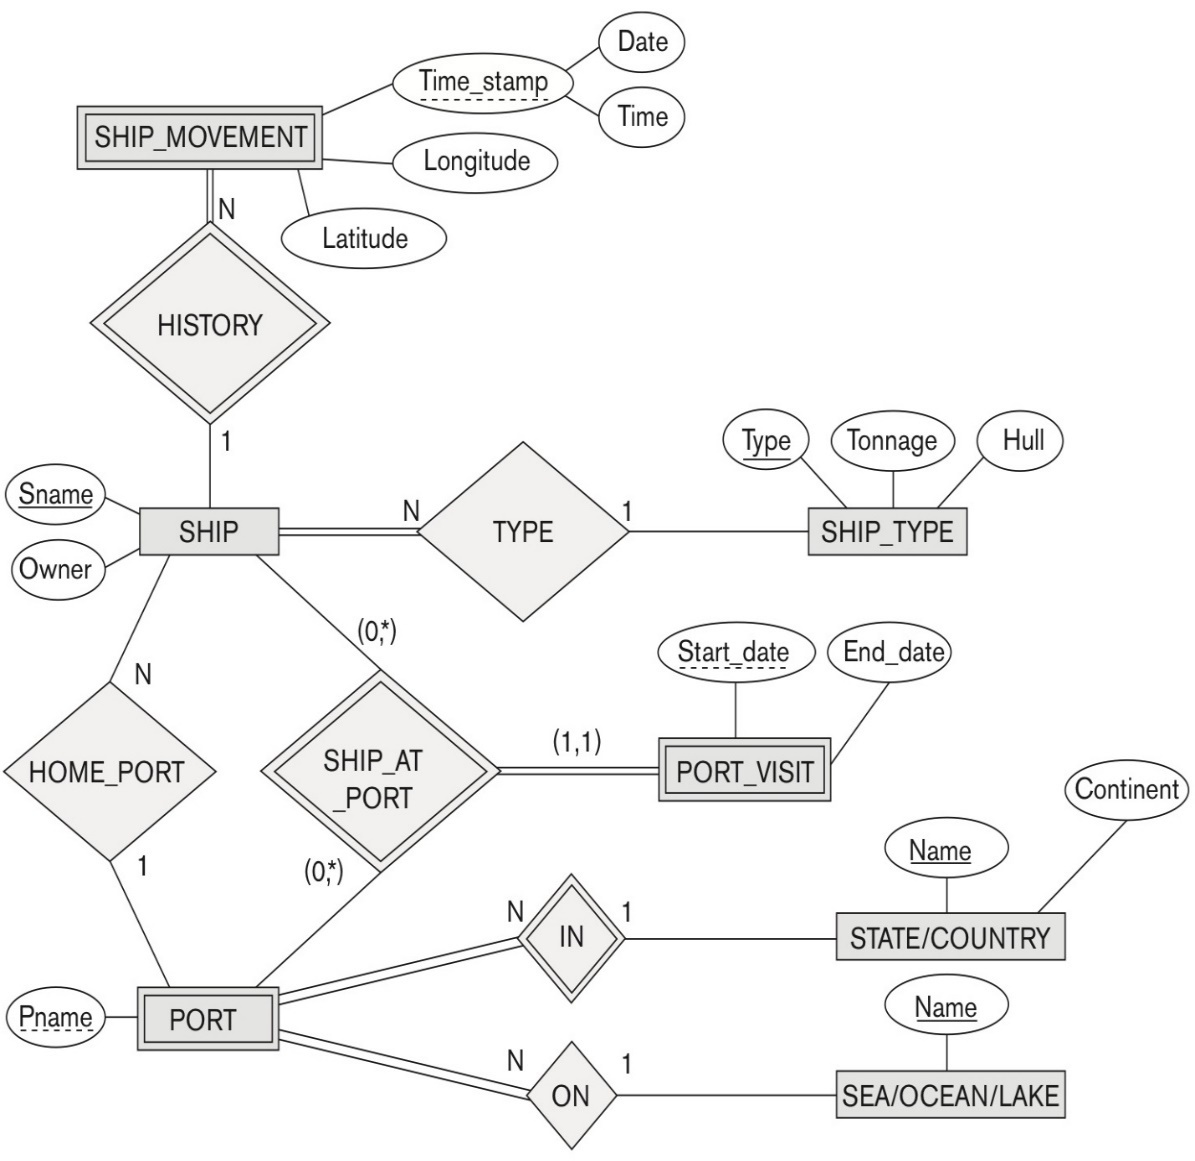 Date
Time_stamp
Time
SHIP_MOVEMENT
Longitude
N
Latitude
HISTORY
1
Type
Tonnage
Hull
Sname
N
1
SHIP
TYPE
SHIP_TYPE
Owner
(0,*)
Start_date
End_date
N
(1,1)
HOME_PORT
SHIP_AT
_PORT
PORT_VISIT
Continent
1
(0,*)
Name
N
1
IN
STATE/COUNTRY
Pname
PORT
Name
N
1
ON
SEA/OCEAN/LAKE